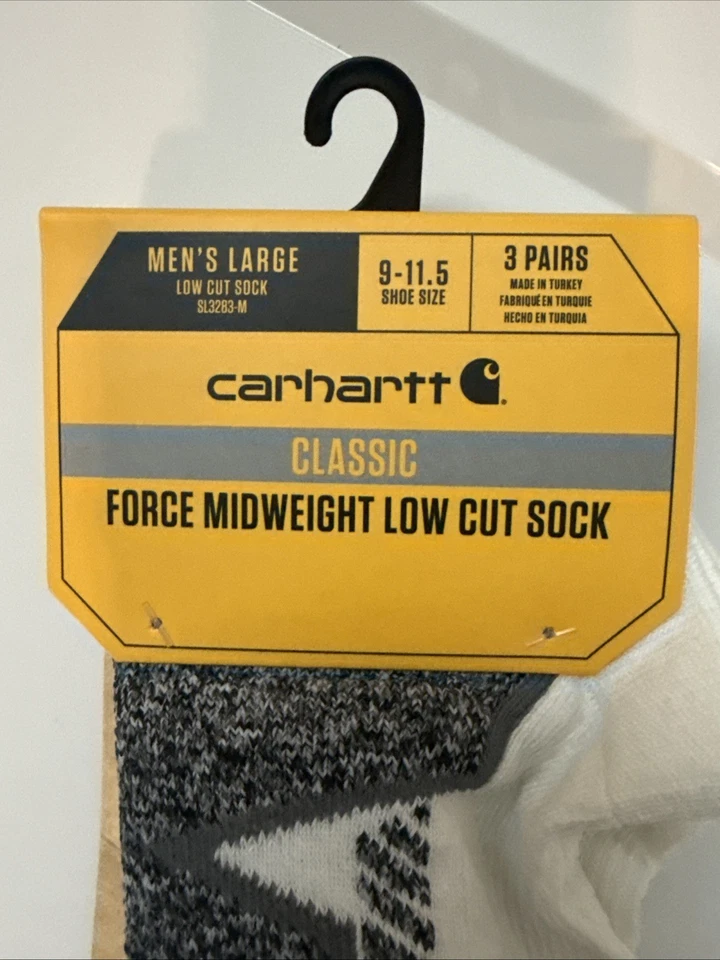 MEN'S LARGE
LOW CUT SOCK
SL3283-M
9-11.5
SHOE SIZE
3 PAIRS
MADE IN TURKEY
FABRIQUÉ EN TURQUIE
HECHO EN TURQUIA
carhartt
CLASSIC
FORCE MIDWEIGHT LOW CUT SOCK